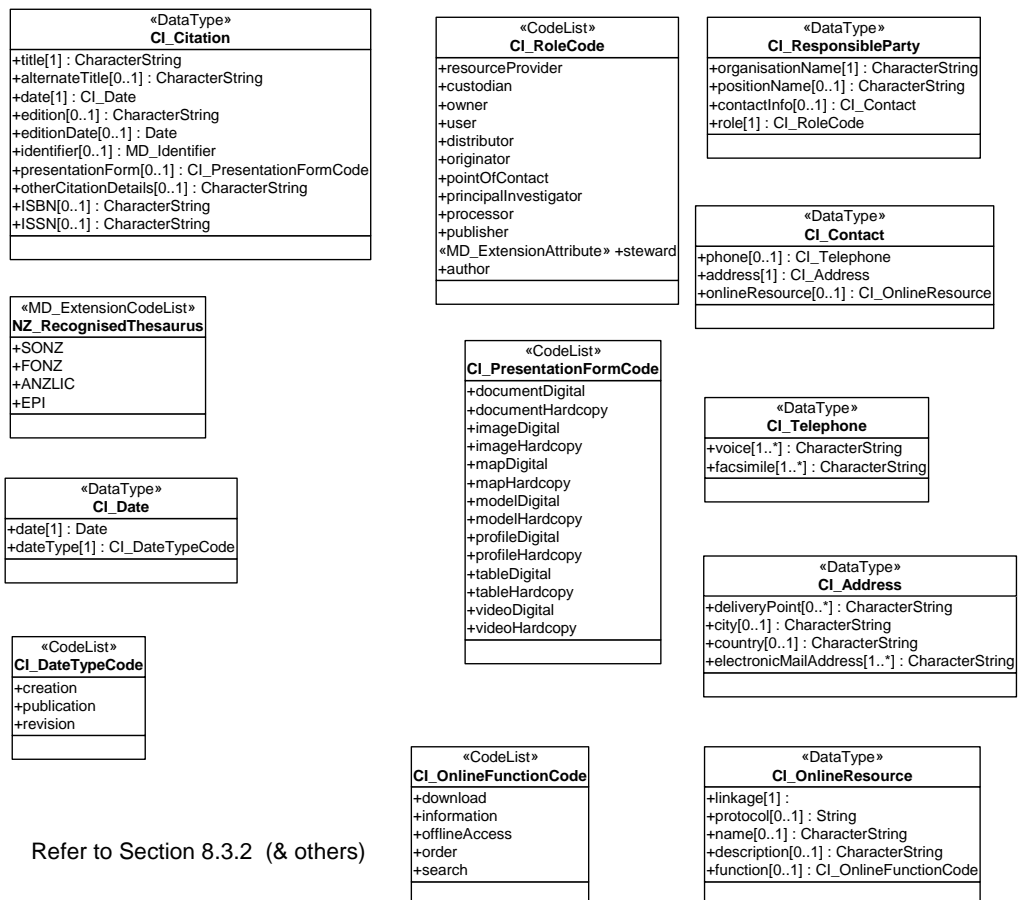 «DataType»
CI_Citation
+title[1] : CharacterString
+alternateTitle[0..1] : CharacterString
+date[1] : CI_Date
+edition[0..1] : CharacterString
+editionDate[0..1] : Date
+identifier[0..1] : MD_Identifier
+presentationForm[0..1] : CI_PresentationFormCode
+otherCitationDetails[0..1] : CharacterString
+ISBN[0..1] : CharacterString
+ISSN[0..1] : CharacterString
«MD_ExtensionCodeList»
NZ_RecognisedThesaurus
+SONZ
+FONZ
+ANZLIC
+EPI
«DataType»
CI_Date
+date[1] : Date
+dateType[1] : CI_DateTypeCode
«CodeList»
CI_DateTypeCode
+creation
+publication
+revision
Refer to Section 8.3.2 (& others)
«CodeList»
CI_RoleCode
+resourceProvider
+custodian
+owner
+user
+distributor
+originator
+pointOfContact
+principalInvestigator
+processor
+publisher
«MD_ExtensionAttribute» +steward
+author
«CodeList»
CI_PresentationFormCode
+documentDigital
+documentHardcopy
+imageDigital
+imageHardcopy
+mapDigital
+mapHardcopy
+modelDigital
+modelHardcopy
+profileDigital
+profileHardcopy
+tableDigital
+tableHardcopy
+videoDigital
+videoHardcopy
«CodeList»
CI_OnlineFunctionCode
+download
+information
+offlineAccess
+order
+search
«DataType»
CI_ResponsibleParty
+organisationName[1] : CharacterString
+positionName[0..1] : CharacterString
+contactInfo[0..1] : CI_Contact
+role[1] : CI_RoleCode
«DataType»
CI_Contact
+phone[0..1] : CI_Telephone
+address[1] : CI_Address
+onlineResource[0..1] : CI_OnlineResource
«DataType»
CI_Telephone
+voice[1..*] : CharacterString
+facsimile[1..*] : CharacterString
«DataType»
CI_Address
+deliveryPoint[0..*] : CharacterString
+city[0..1] : CharacterString
+country[0..1] : CharacterString
+electronicMailAddress[1..*] : CharacterString
«DataType»
CI_OnlineResource
+linkage[1] :
+protocol[0..1] : String
+name[0..1] : CharacterString
+description[0..1] : CharacterString
+function[0..1] : CI_OnlineFunctionCode